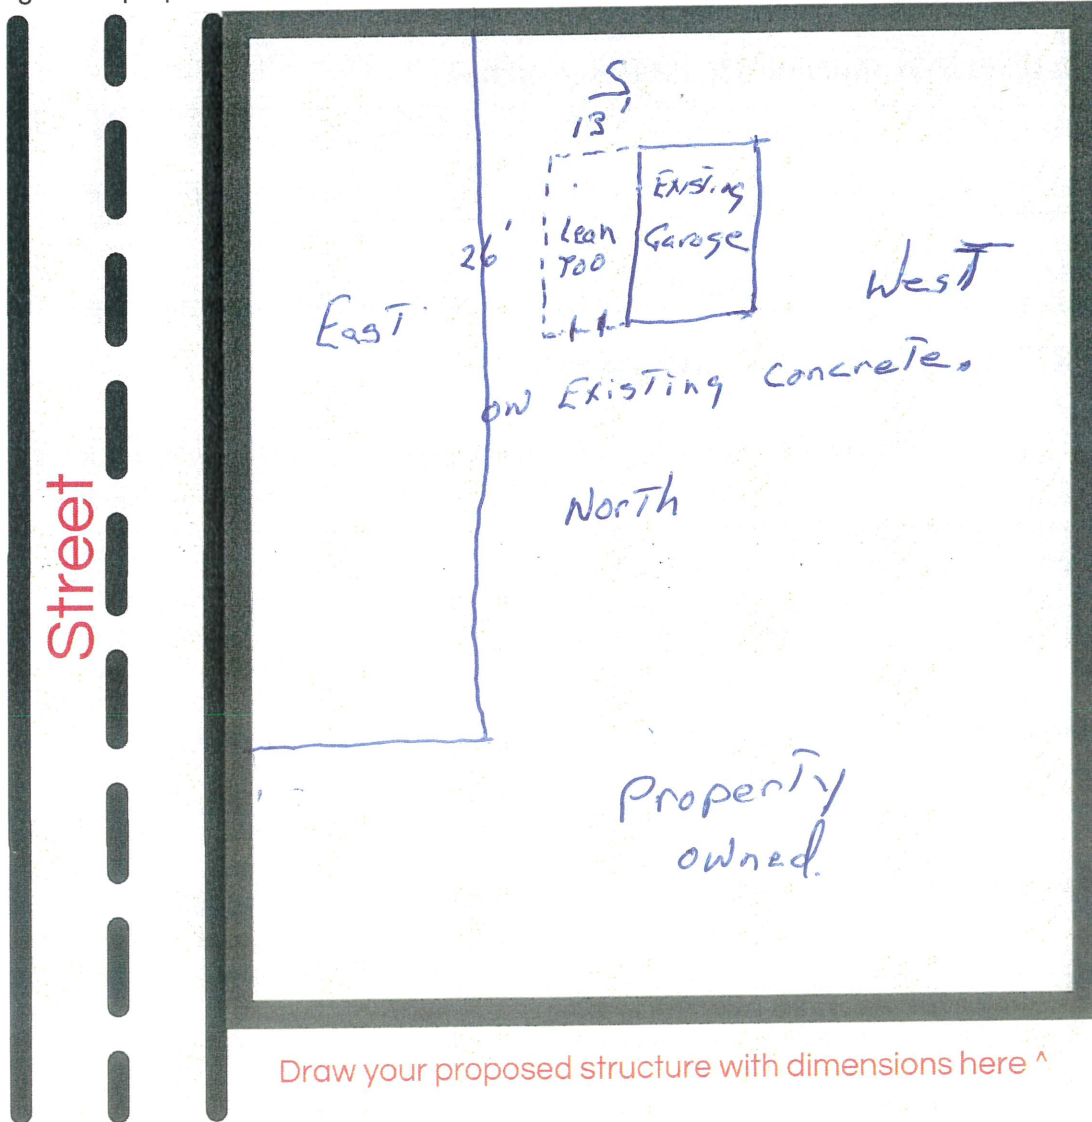 S
13'
Existing
Garage
Lean
Too
26'
East
West
on Existing concrete.
North
Street
Property
owned.
Draw your proposed structure with dimensions here ^